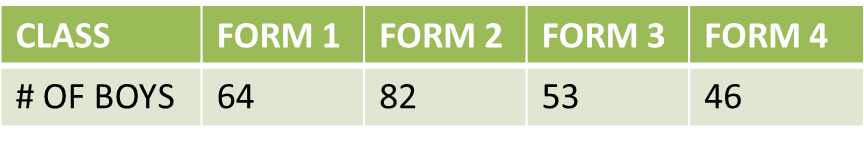 CLASS FORM 1 FORM 2 FORM 3 FORM 4
# OF BOYS 64 82 53 46